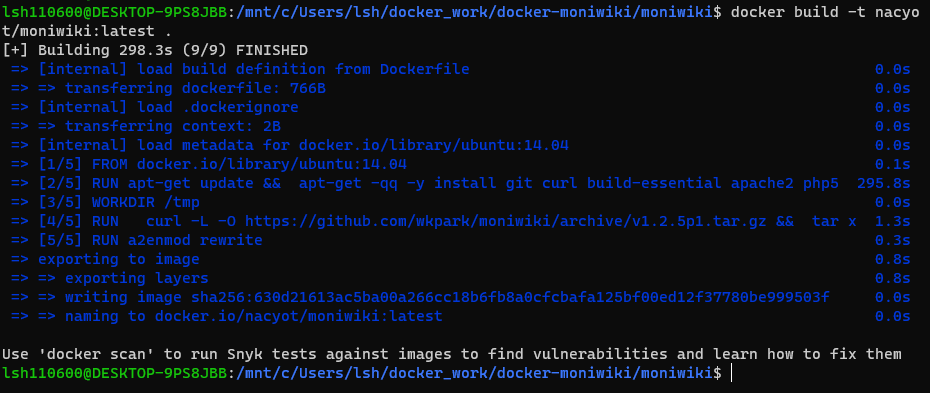 lsh110600@DESKTOP-9PS8JBB:/mnt/c/Users/lsh/docker_work/docker-moniwiki/moniwiki$ docker build -t nacyo
t/moniwiki:latest .
[+] Building 298.3s (9/9) FINISHED
=> [internal] load build definition from Dockerfile 0.0s
=> => transferring dockerfile: 766B 0.0s
=> [internal] load .dockerignore 0.0s
=> => transferring context: 2B 0.0s
=> [internal] load metadata for docker.io/library/ubuntu:14.04 0.0s
=> [1/5] FROM docker.io/library/ubuntu:14.04 0.1s
=> [2/5] RUN apt-get update &&  apt-get -qq -y install git curl build-essential apache2 php5  295.8s
=> [3/5] WORKDIR /tmp 0.0s
=> [4/5] RUN   curl -L -O https://github.com/wkpark/moniwiki/archive/v1.2.5p1.tar.gz &&  tar x  1.3s
=> [5/5] RUN a2enmod rewrite 0.3s
=> exporting to image 0.8s
=> => exporting layers 0.8s
=> => writing image sha256:630d21613ac5ba00a266cc18b6fb8a0cfcbafa125bf00ed12f37780be999503f 0.0s
=> => naming to docker.io/nacyot/moniwiki:latest 0.0s
Use 'docker scan' to run Snyk tests against images to find vulnerabilities and learn how to fix them
lsh110600@DESKTOP-9PS8JBB:/mnt/c/Users/lsh/docker_work/docker-moniwiki/moniwiki$